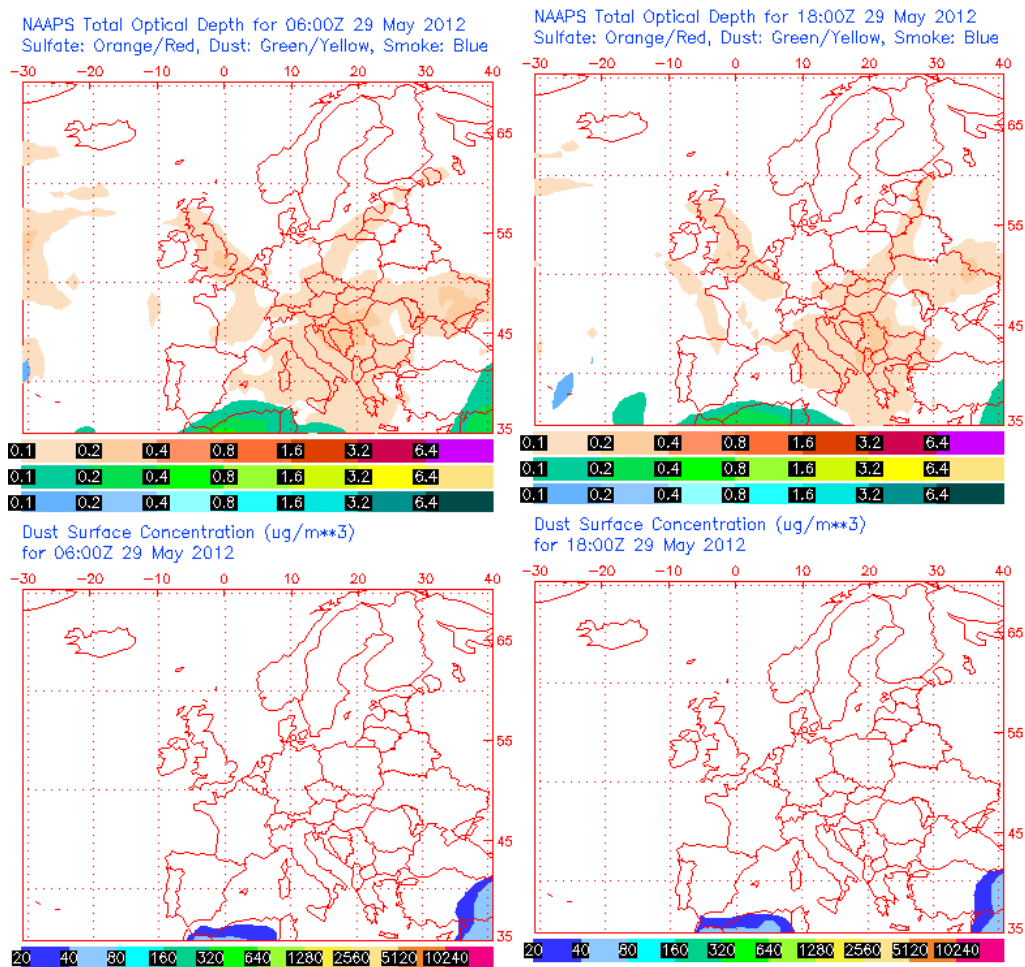 NAAPS Total Optical Depth for 06:00Z 29 May 2012
Sulfate: Orange/Red, Dust: Green/Yellow, Smoke: Blue
-30 -20 -10 0 10 20 30 40
65
55
45
35
0.1 0.2 0.4 0.8 1.6 3.2 6.4
0.1 0.2 0.4 0.8 1.6 3.2 6.4
0.1 0.2 0.4 0.8 1.6 3.2 6.4
NAAPS Total Optical Depth for 18:00Z 29 May 2012
Sulfate: Orange/Red, Dust: Green/Yellow, Smoke: Blue
-30 -20 -10 0 10 20 30 40
65
55
45
35
0.1 0.2 0.4 0.8 1.6 3.2 6.4
0.1 0.2 0.4 0.8 1.6 3.2 6.4
0.1 0.2 0.4 0.8 1.6 3.2 6.4
Dust Surface Concentration (ug/m**3)
for 06:00Z 29 May 2012
-30 -20 -10 0 10 20 30 40
65
55
45
35
20 40 80 160 320 640 1280 2560 5120 10240
Dust Surface Concentration (ug/m**3)
for 18:00Z 29 May 2012
-30 -20 -10 0 10 20 30 40
65
55
45
35
20 40 80 160 320 640 1280 2560 5120 10240